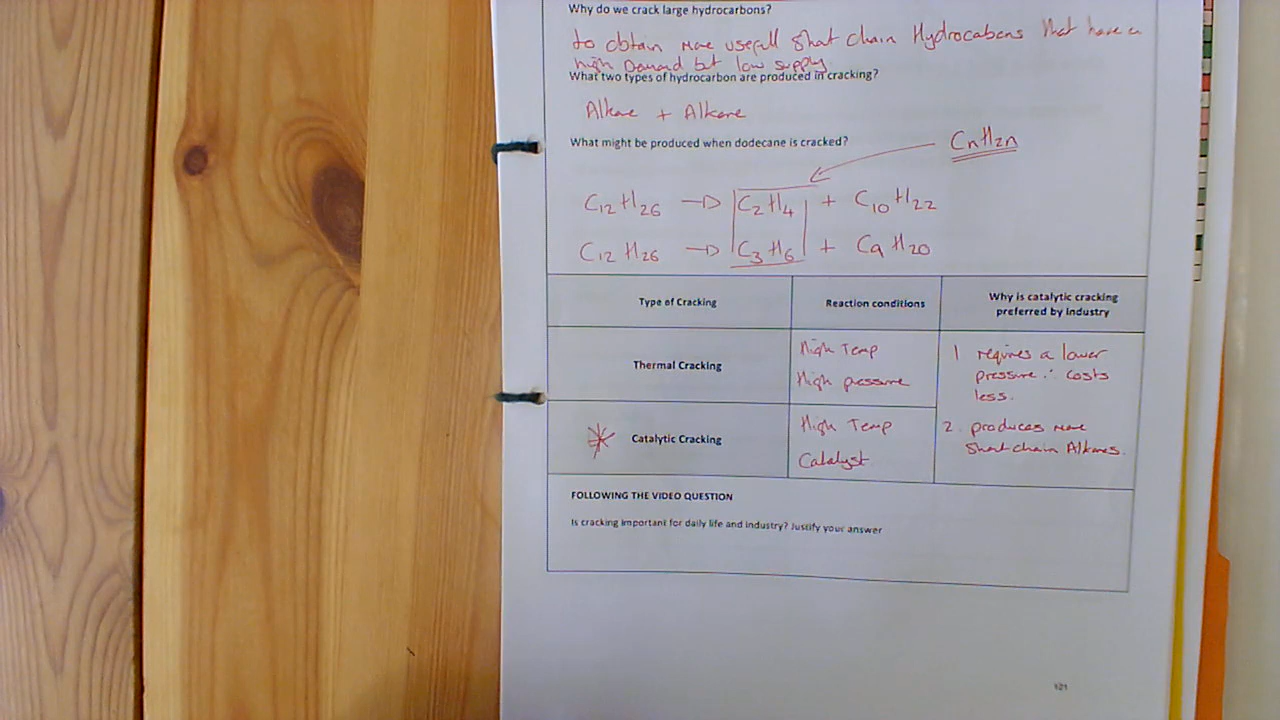 Why do we crack large hydrocarbons?
to obtain more usefull Short chain Hydrocabons that have a
high Demand but low supply
What two types of hydrocarbon are produced in cracking?
Alkane + Alkene
What might be produced when dodecane is cracked?
CnH2n
C12H26 → C2H4 + C10H22
C12H26 → C3H6 + C9H20
Type of Cracking
Reaction conditions
Why is catalytic cracking
preferred by industry
Thermal Cracking
High Temp
High pressure
1 requires a lower
pressure ∴ costs
less.
Catalytic Cracking
High Temp
Catalyst
2. produces more
Short chain Alkanes.
FOLLOWING THE VIDEO QUESTION
Is cracking important for daily life and industry? Justify your answer
121